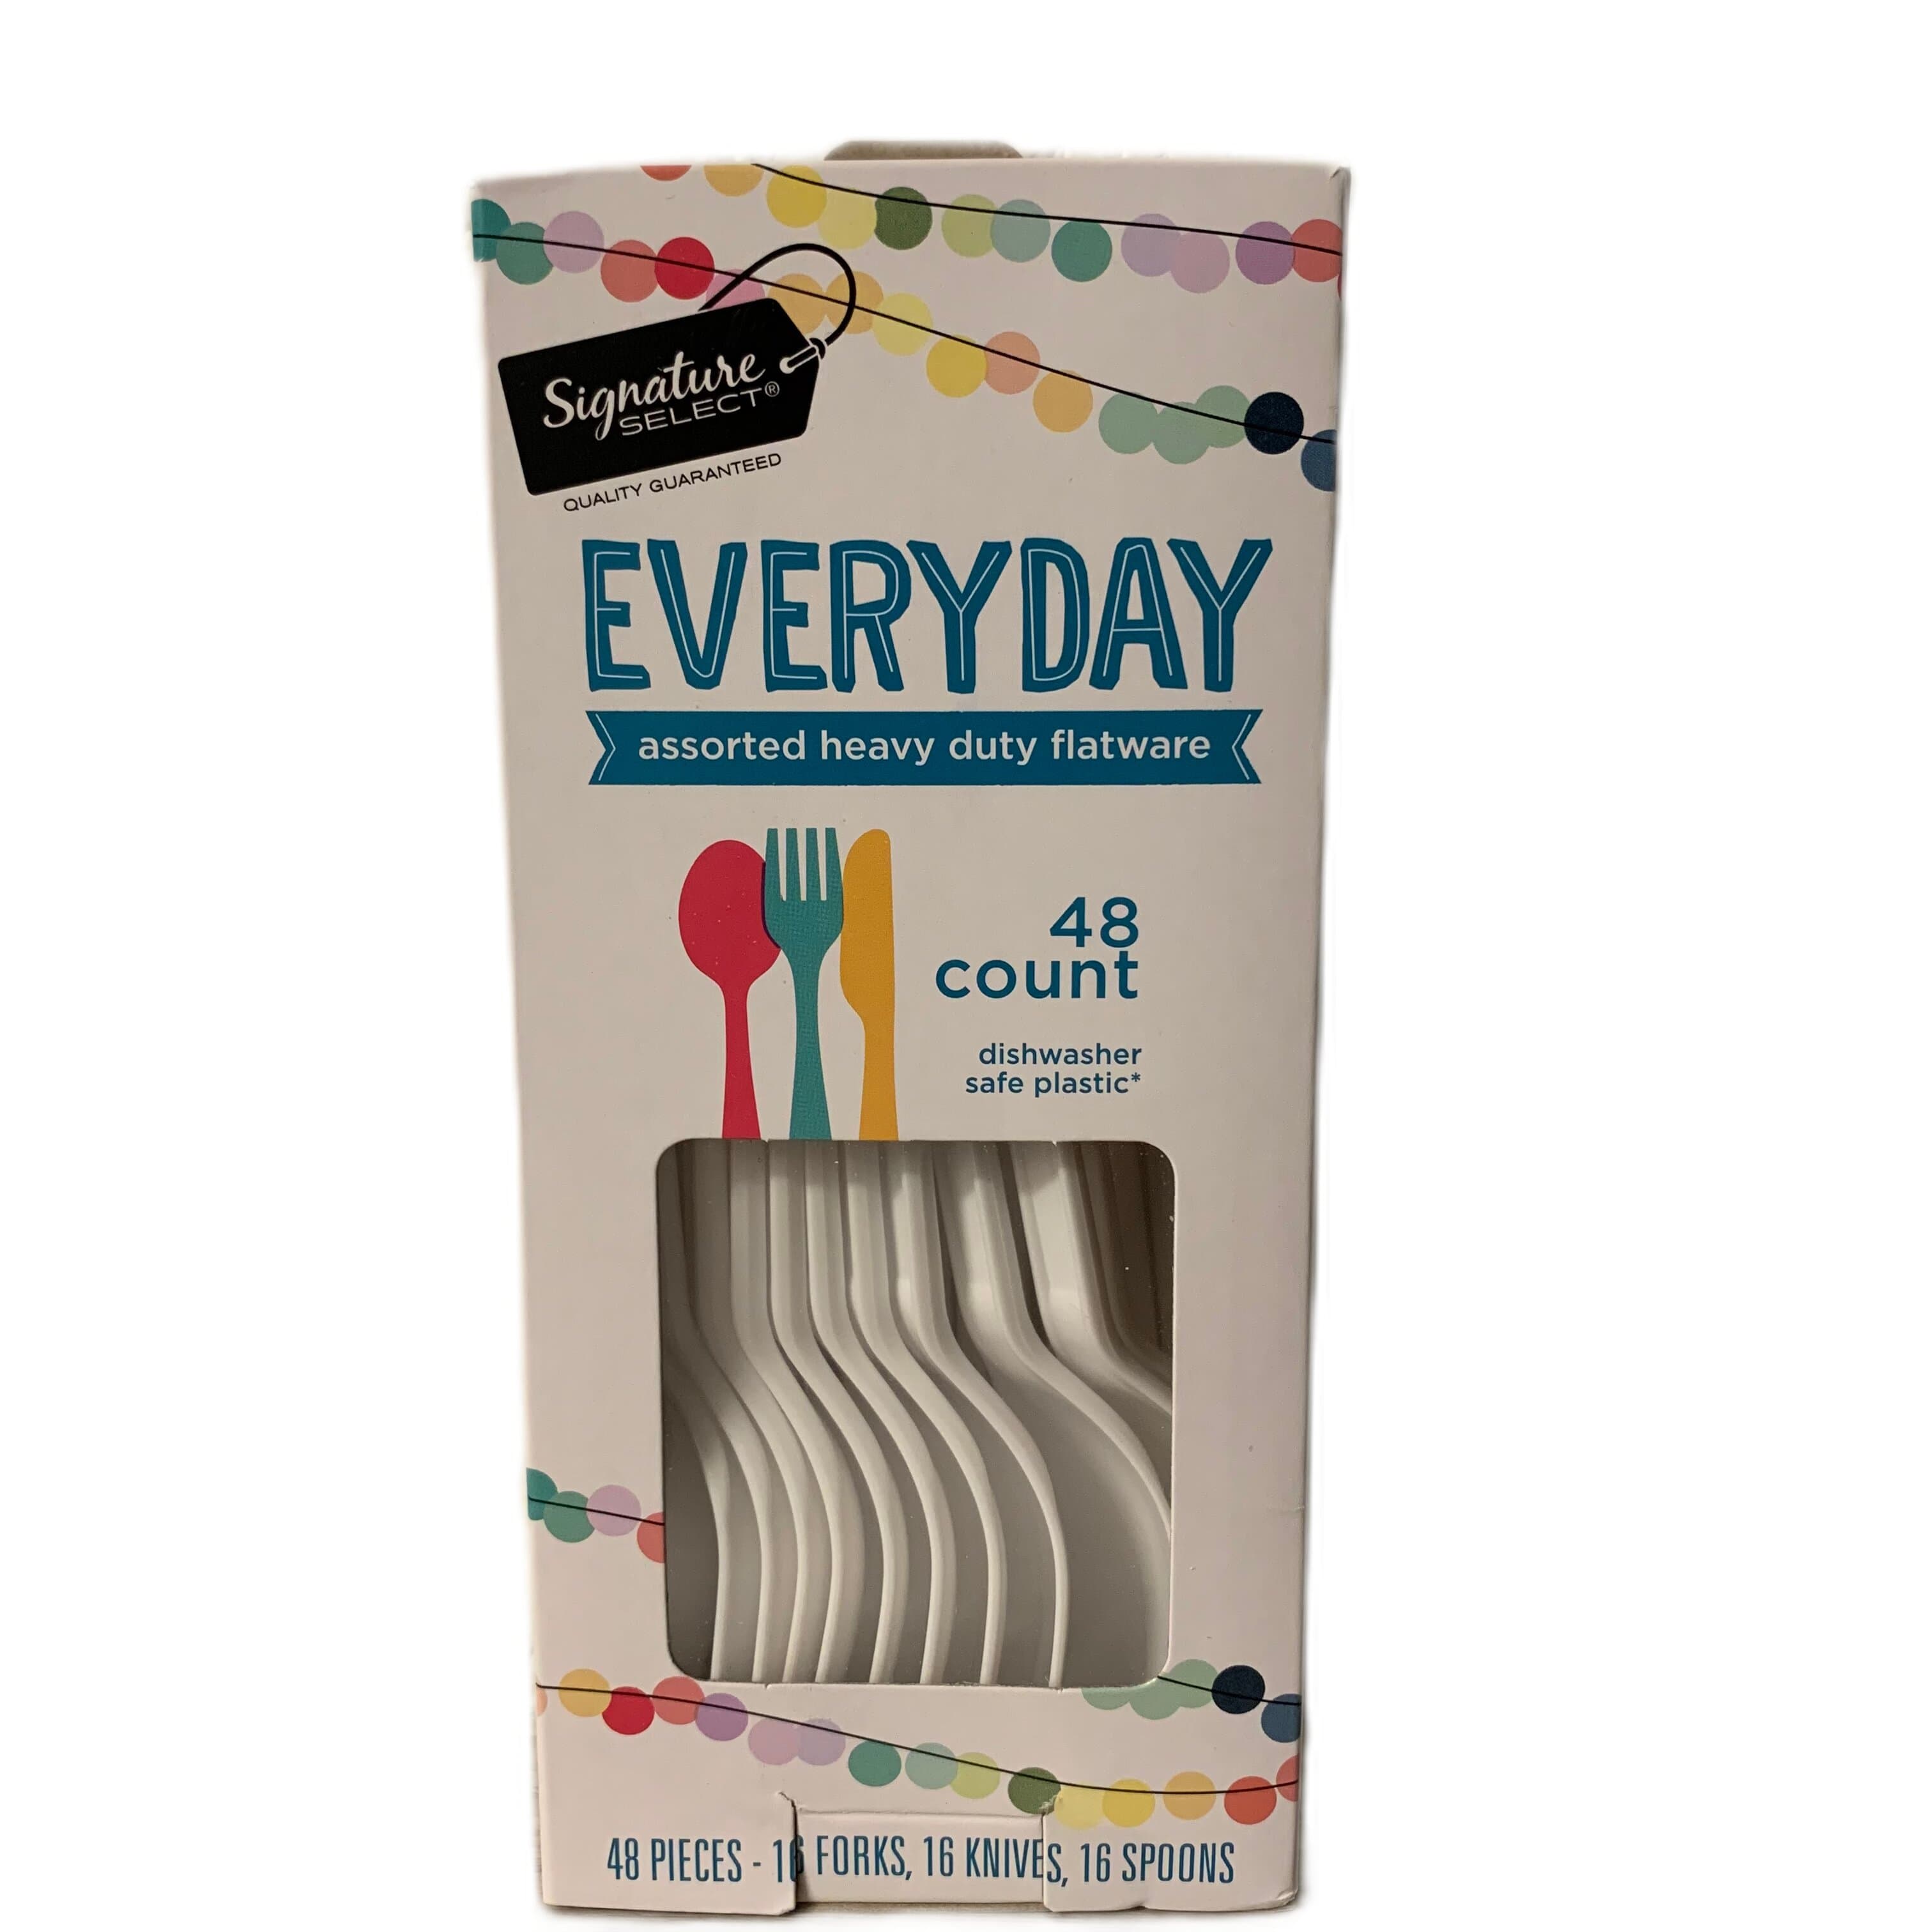 Signature
SELECT®
QUALITY GUARANTEED
EVERYDAY
assorted heavy duty flatware
48
count
dishwasher
safe plastic*
48 PIECES - 16 FORKS, 16 KNIVES, 16 SPOONS